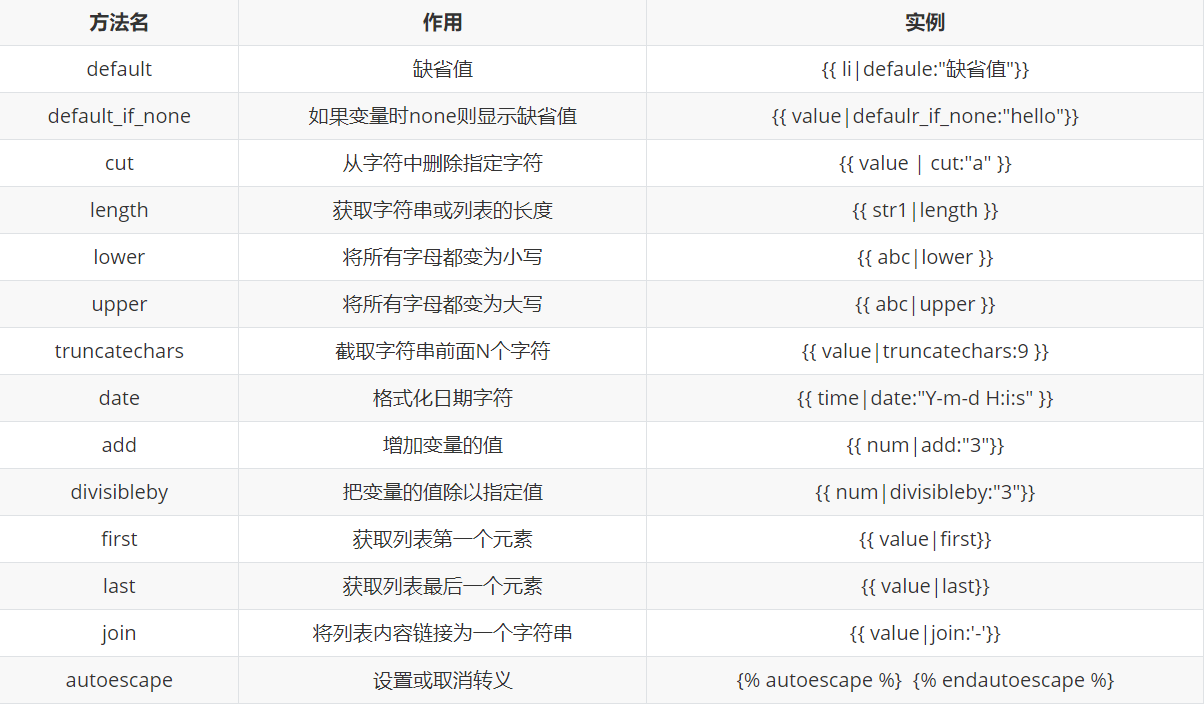 方法名 作用 实例
default 缺省值 {{ li|defaule:"缺省值"}}
default_if_none 如果变量时none则显示缺省值 {{ value|defaulr_if_none:"hello"}}
cut 从字符中删除指定字符 {{ value | cut:"a" }}
length 获取字符串或列表的长度 {{ str1|length }}
lower 将所有字母都变为小写 {{ abc|lower }}
upper 将所有字母都变为大写 {{ abc|upper }}
truncatechars 截取字符串前面N个字符 {{ value|truncatechars:9 }}
date 格式化日期字符 {{ time|date:"Y-m-d H:i:s" }}
add 增加变量的值 {{ num|add:"3"}}
divisibleby 把变量的值除以指定值 {{ num|divisibleby:"3"}}
first 获取列表第一个元素 {{ value|first}}
last 获取列表最后一个元素 {{ value|last}}
join 将列表内容链接为一个字符串 {{ value|join:'-'}}
autoescape 设置或取消转义 {% autoescape %} {% endautoescape %}